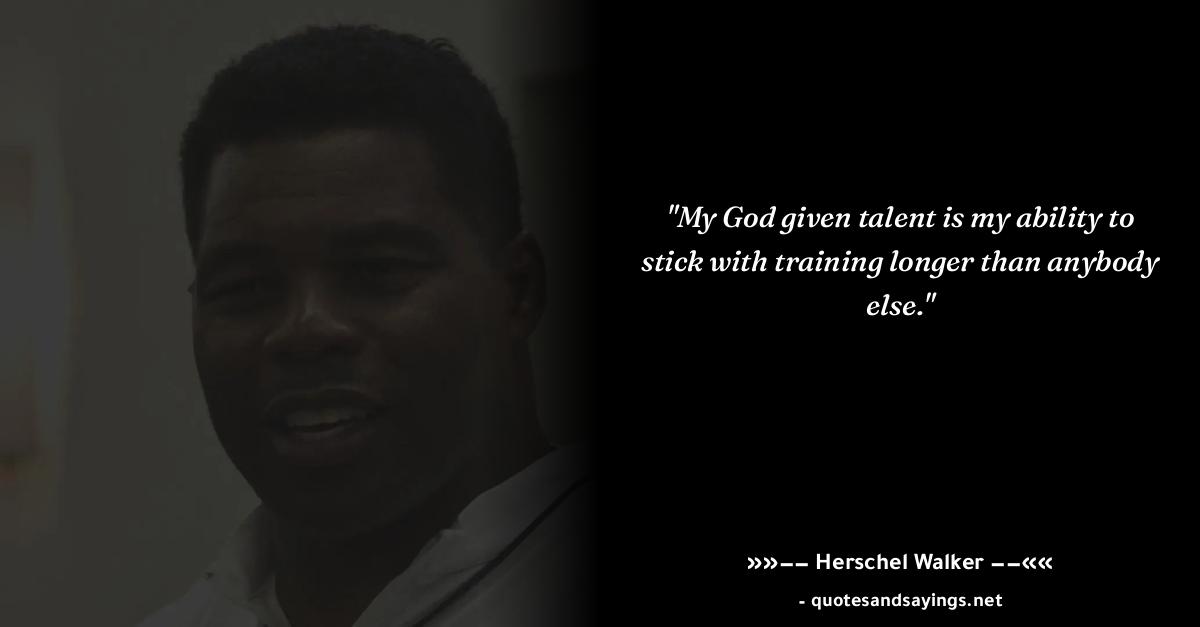 "My God given talent is my ability to
stick with training longer than anybody
else."
»»−− Herschel Walker −−««
- quotesandsayings.net